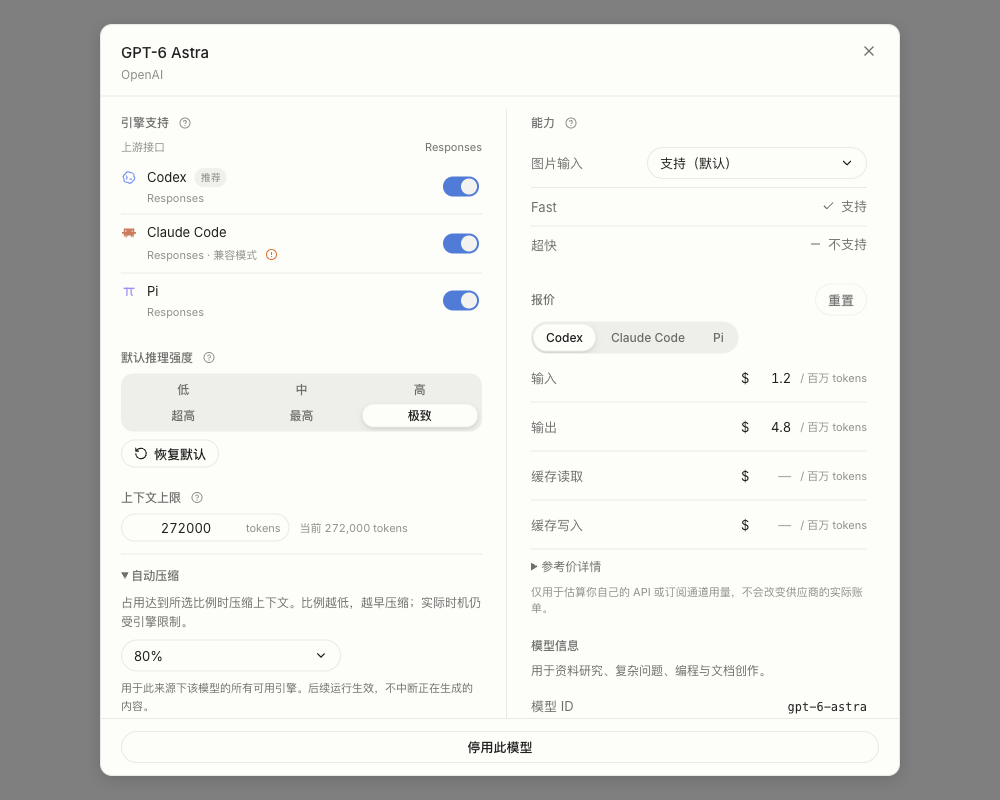 GPT-6 Astra
OpenAI
引擎支持
上游接口 Responses
Codex 推荐
Responses
Claude Code
Responses · 兼容模式
Pi
Responses
默认推理强度
低 中 高
超高 最高 极致
恢复默认
上下文上限
272000 tokens 当前 272,000 tokens
自动压缩
占用达到所选比例时压缩上下文。比例越低，越早压缩；实际时机仍
受引擎限制。
80%
用于此来源下该模型的所有可用引擎。后续运行生效，不中断正在生成的
内容。
能力
图片输入 支持（默认）
Fast 支持
超快 不支持
报价 重置
Codex Claude Code Pi
输入 $ 1.2 / 百万 tokens
输出 $ 4.8 / 百万 tokens
缓存读取 $ — / 百万 tokens
缓存写入 $ — / 百万 tokens
参考价详情
仅用于估算你自己的 API 或订阅通道用量，不会改变供应商的实际账
单。
模型信息
用于资料研究、复杂问题、编程与文档创作。
模型 ID gpt-6-astra
停用此模型